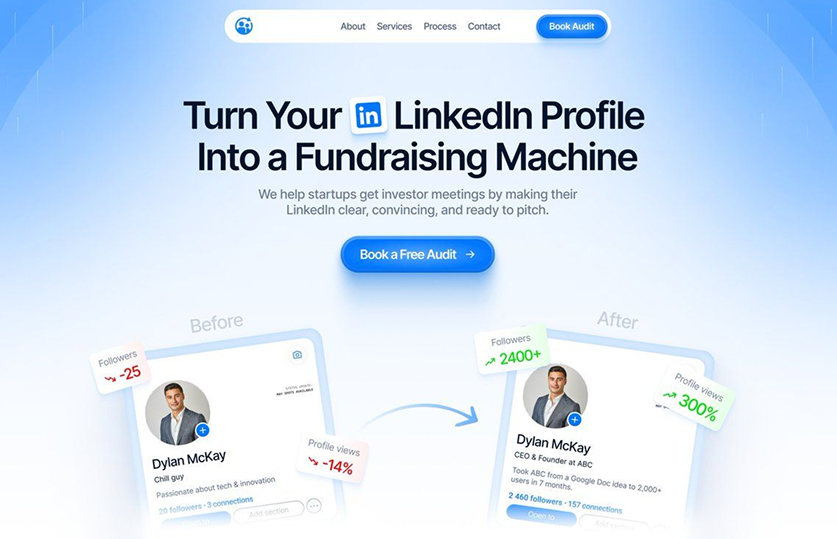 About Services Process Contact Book Audit
Turn Your in LinkedIn Profile
Into a Fundraising Machine
We help startups get investor meetings by making their
LinkedIn clear, convincing, and ready to pitch.
Book a Free Audit →
Before
Followers
-25
Profile views
-14%
Dylan McKay
Chill guy
Passionate about tech & innovation
20 followers · 3 connections
Add section
After
Followers
2400+
Profile views
300%
Dylan McKay
CEO & Founder at ABC
Took ABC from a Google Doc idea to 2,000+
users in 7 months.
2 460 followers · 157 connections
Open to
Add section